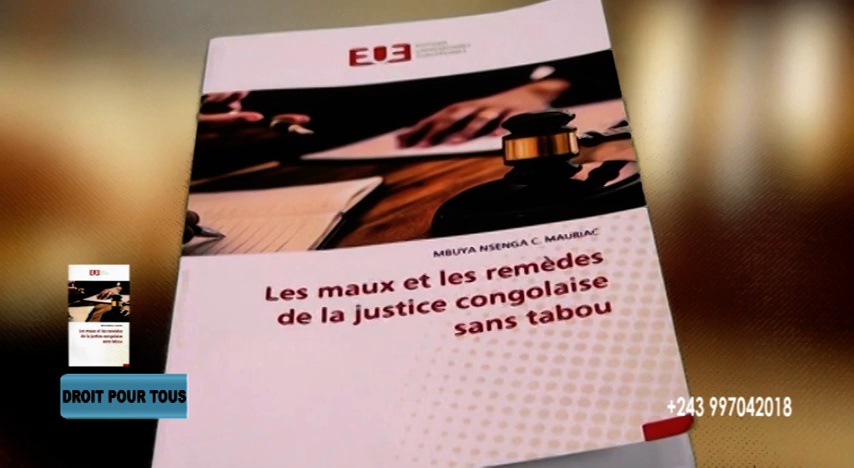 EUE
MBUYA NSENGA C. MAURIAC
Les maux et les remèdes
de la justice congolaise
sans tabou
DROIT POUR TOUS
+243 997042018